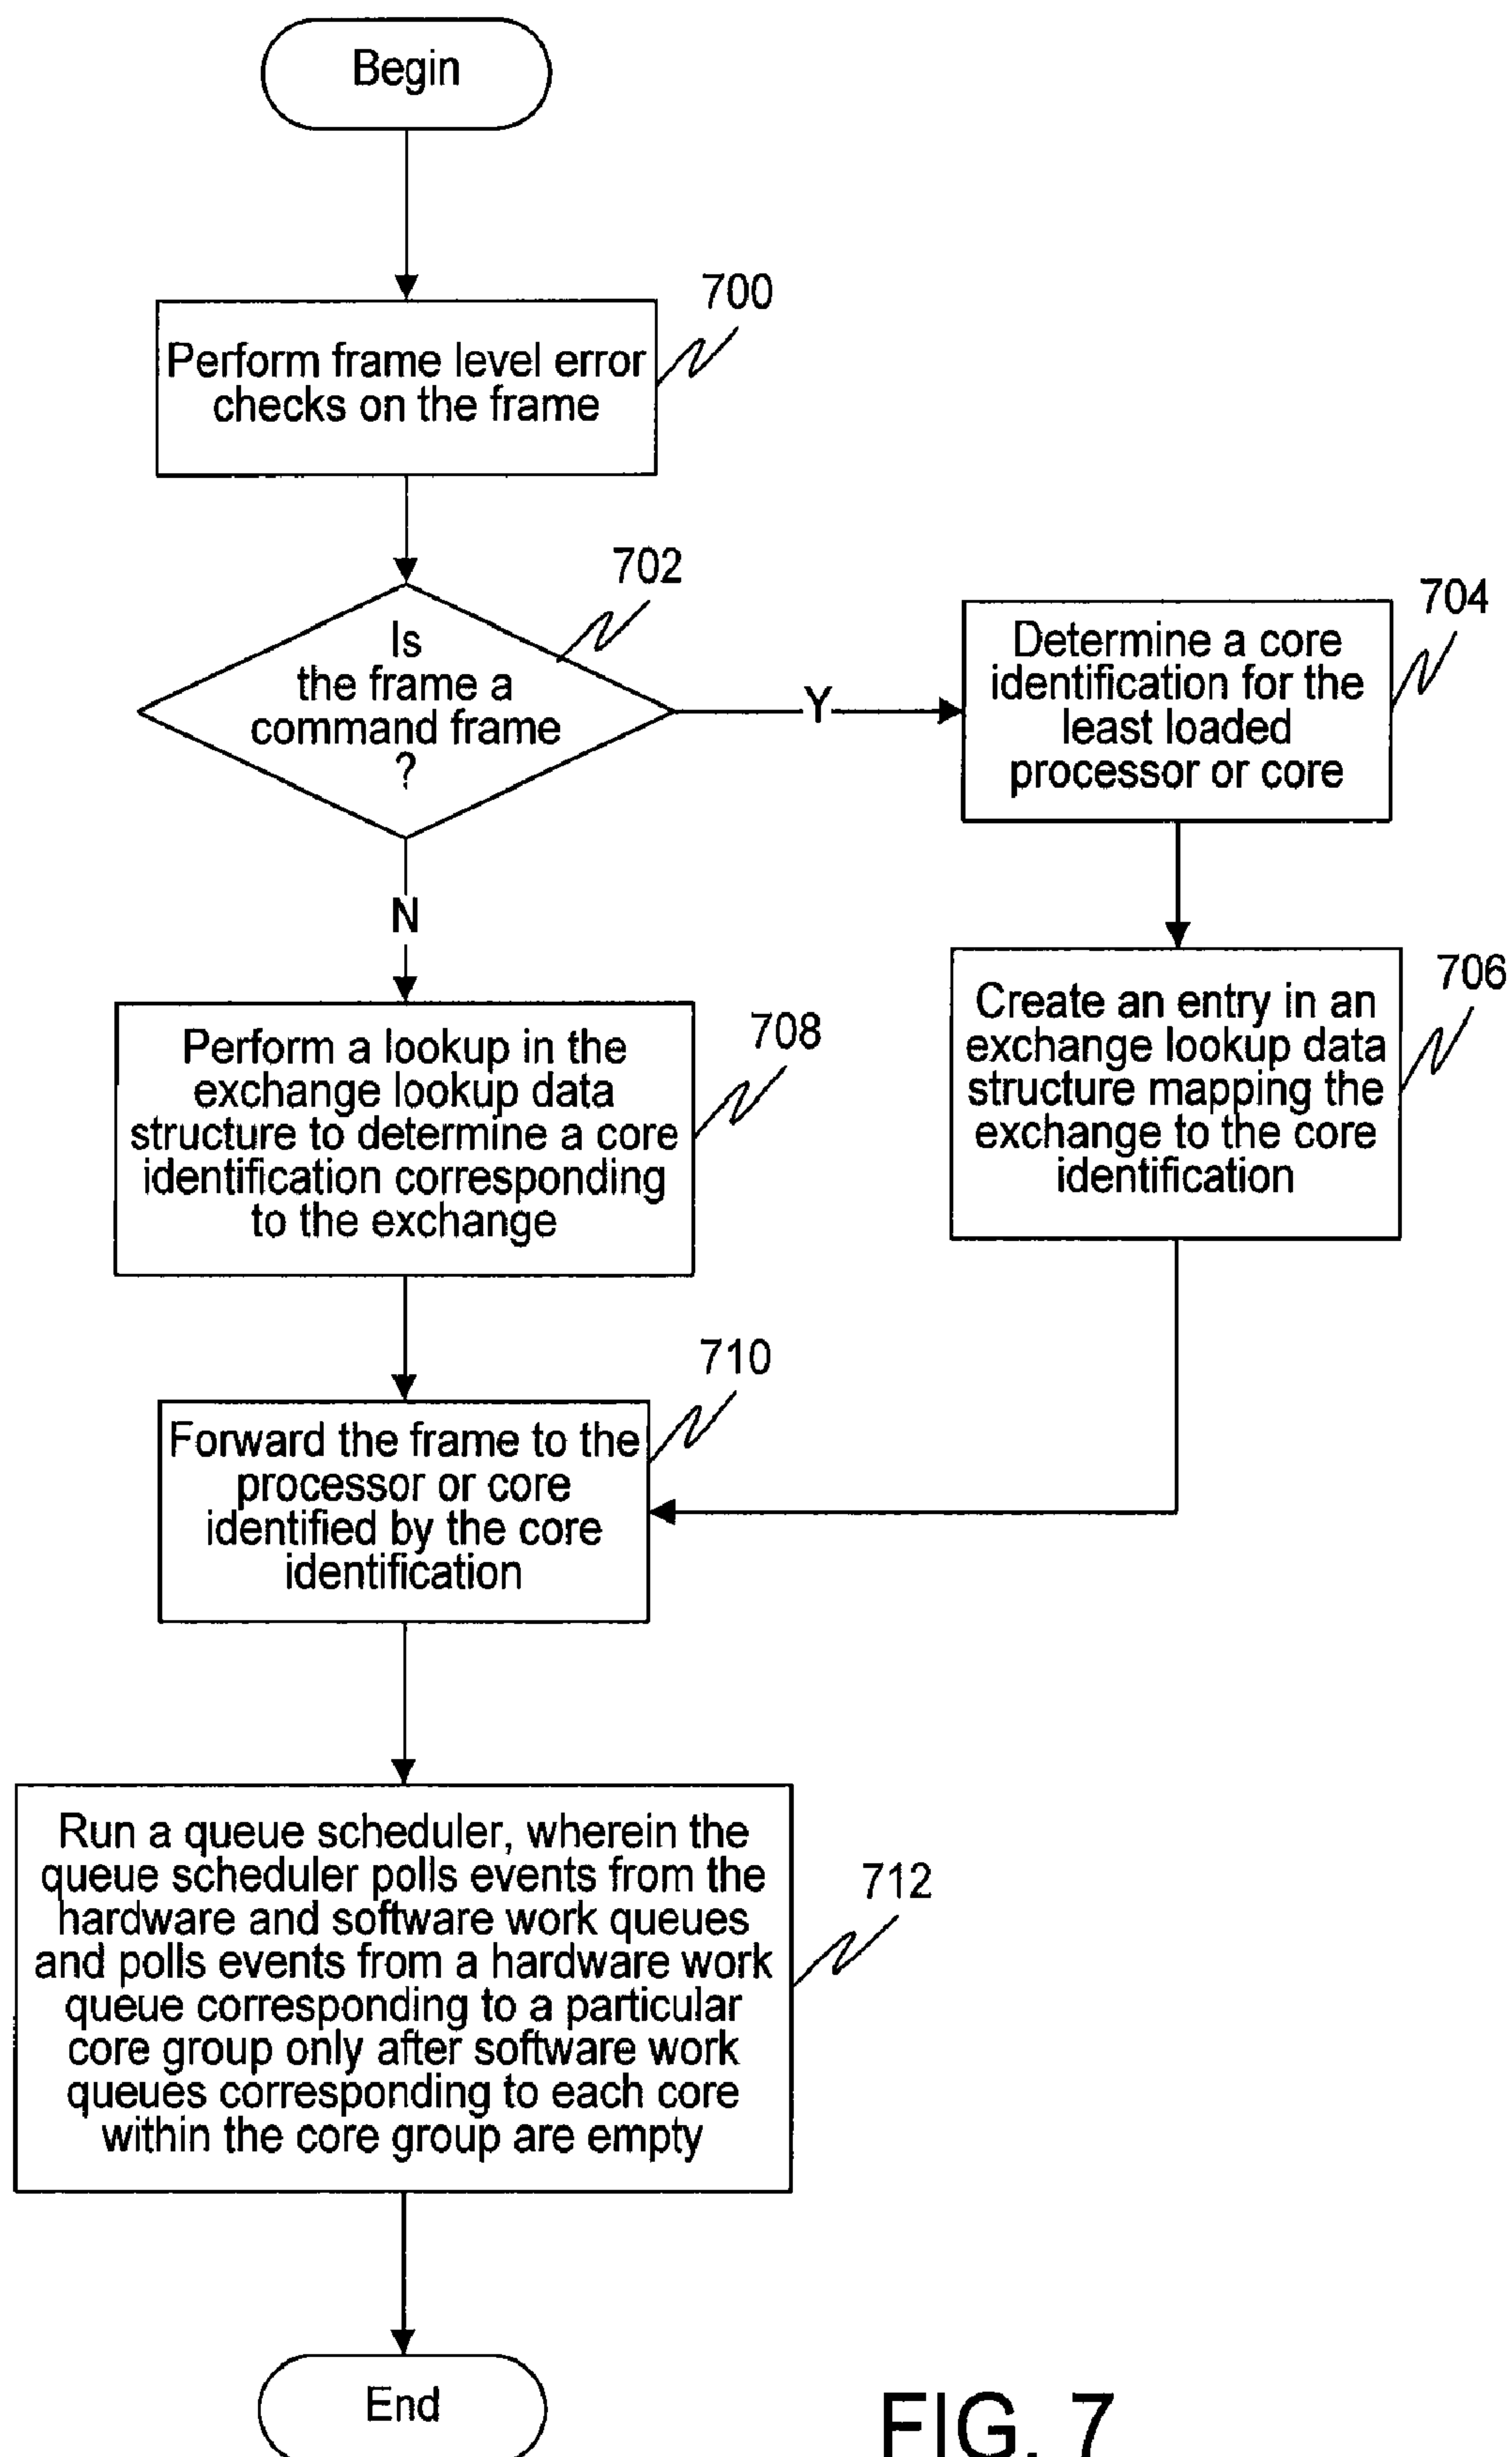 Begin
700
Perform frame level error
checks on the frame
702
Is
the frame a
command frame
?
Y
704
Determine a core
identification for the
least loaded
processor or core
N
706
Create an entry in an
exchange lookup data
structure mapping the
exchange to the core
identification
708
Perform a lookup in the
exchange lookup data
structure to determine a core
identification corresponding
to the exchange
710
Forward the frame to the
processor or core
identified by the core
identification
712
Run a queue scheduler, wherein the
queue scheduler polls events from the
hardware and software work queues
and polls events from a hardware work
queue corresponding to a particular
core group only after software work
queues corresponding to each core
within the core group are empty
End
FIG. 7